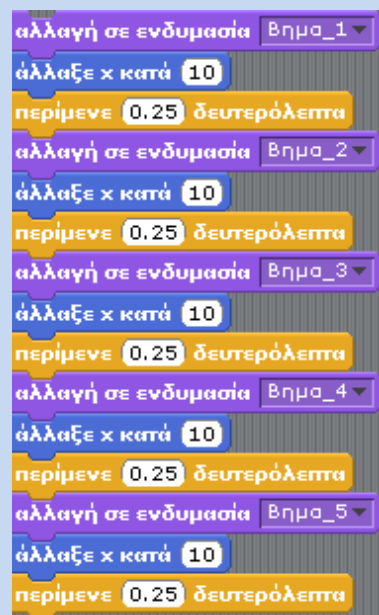 αλλαγή σε ενδυμασία Βημα_1
άλλαξε x κατά 10
περίμενε 0.25 δευτερόλεπτα
αλλαγή σε ενδυμασία Βημα_2
άλλαξε x κατά 10
περίμενε 0.25 δευτερόλεπτα
αλλαγή σε ενδυμασία Βημα_3
άλλαξε x κατά 10
περίμενε 0.25 δευτερόλεπτα
αλλαγή σε ενδυμασία Βημα_4
άλλαξε x κατά 10
περίμενε 0.25 δευτερόλεπτα
αλλαγή σε ενδυμασία Βημα_5
άλλαξε x κατά 10
περίμενε 0.25 δευτερόλεπτα